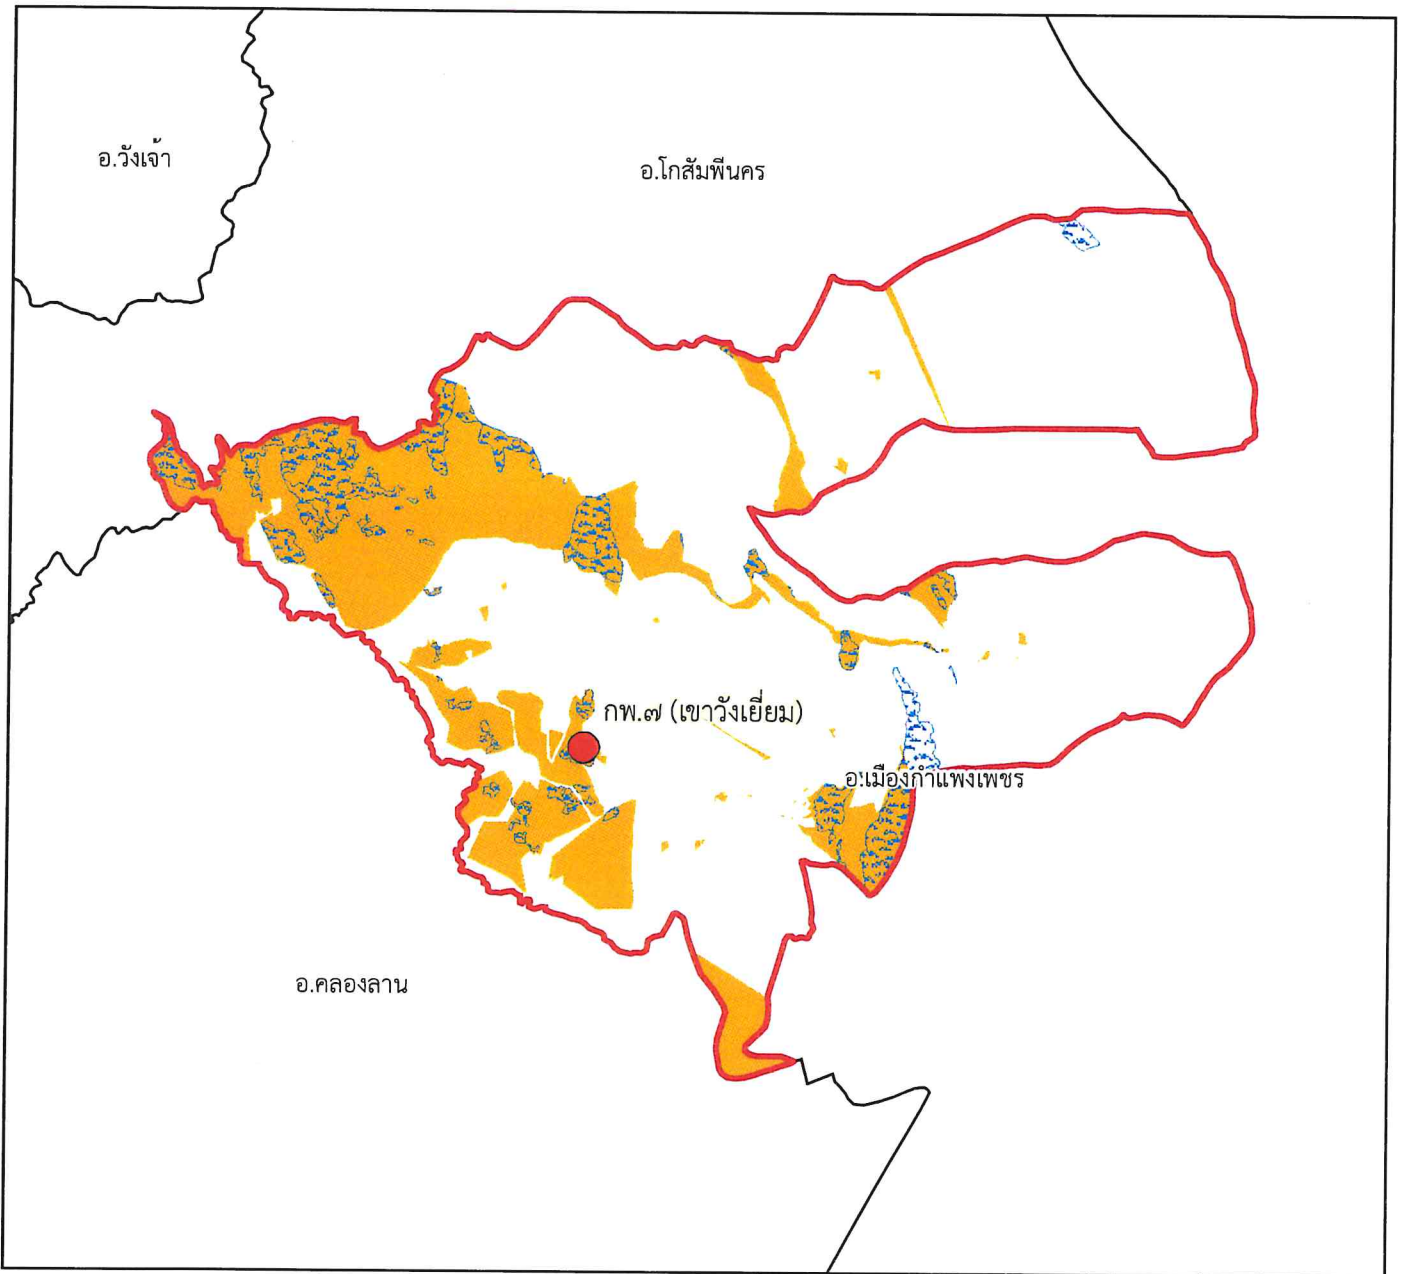 อ.วังเจ้า
อ.โกสัมพีนคร
กพ.๗ (เขาวังเยี่ยม)
อ.เมืองกำแพงเพชร
อ.คลองลาน